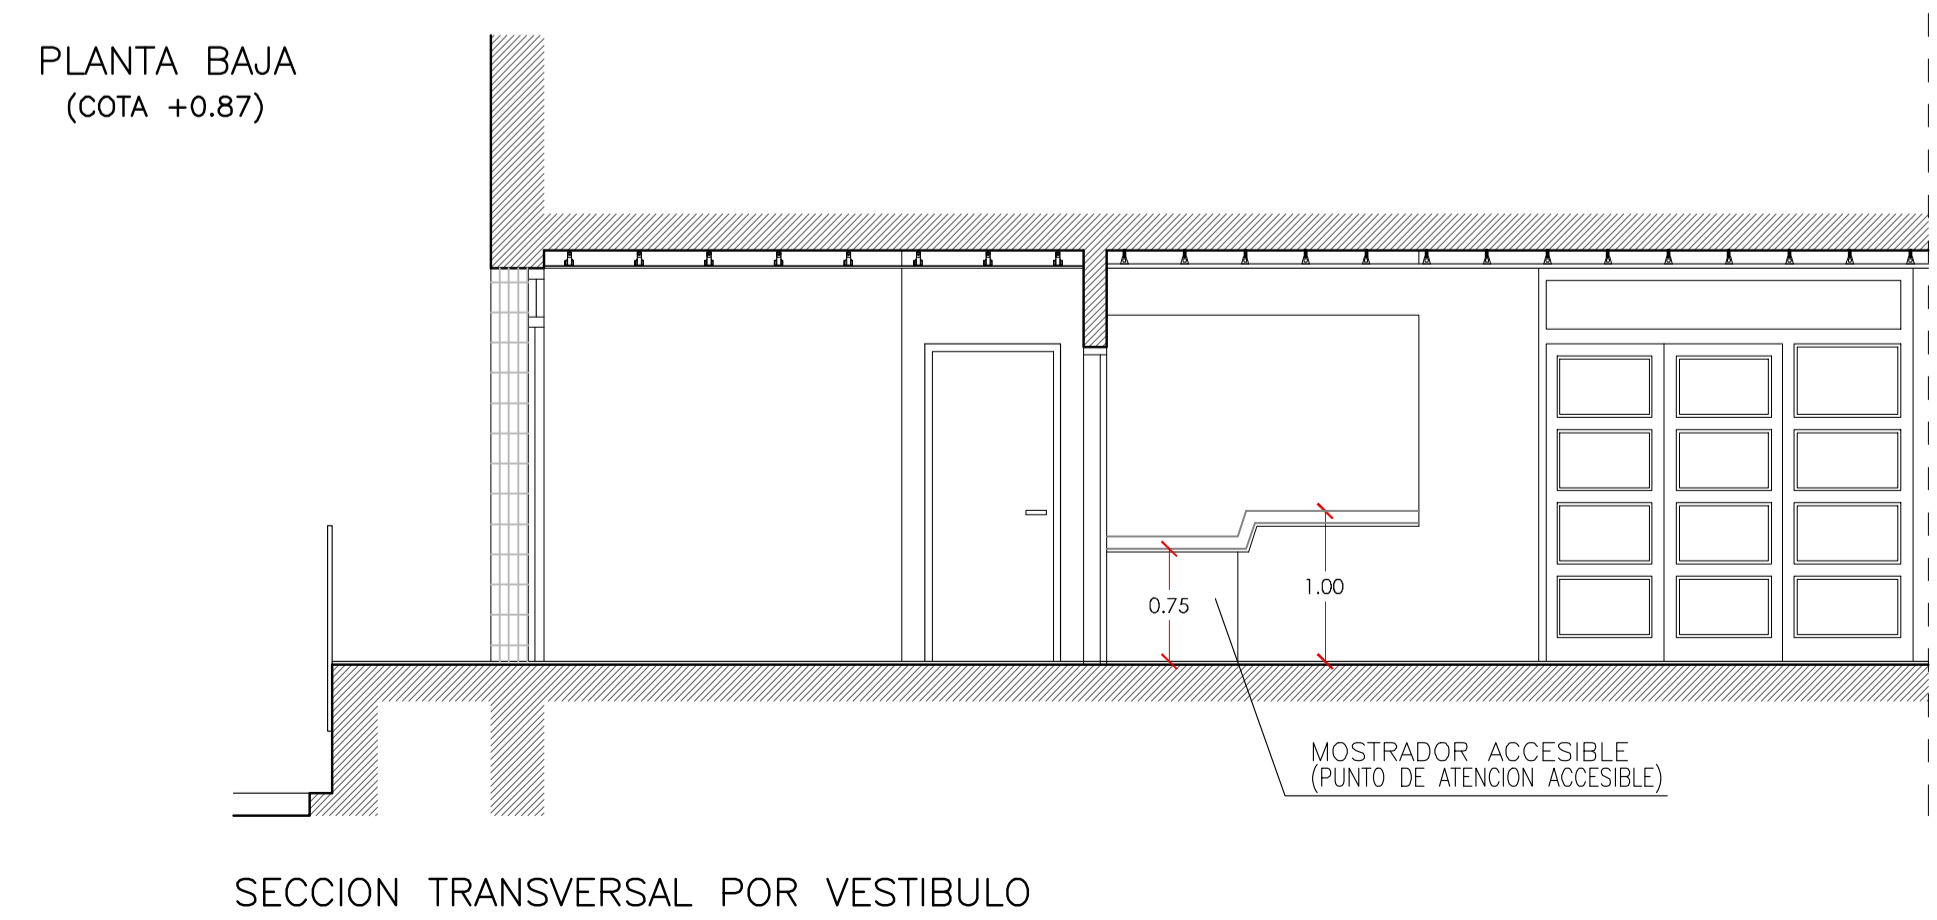 PLANTA BAJA
(COTA +0.87)
1.00
0.75
MOSTRADOR ACCESIBLE
(PUNTO DE ATENCION ACCESIBLE)
SECCION TRANSVERSAL POR VESTIBULO